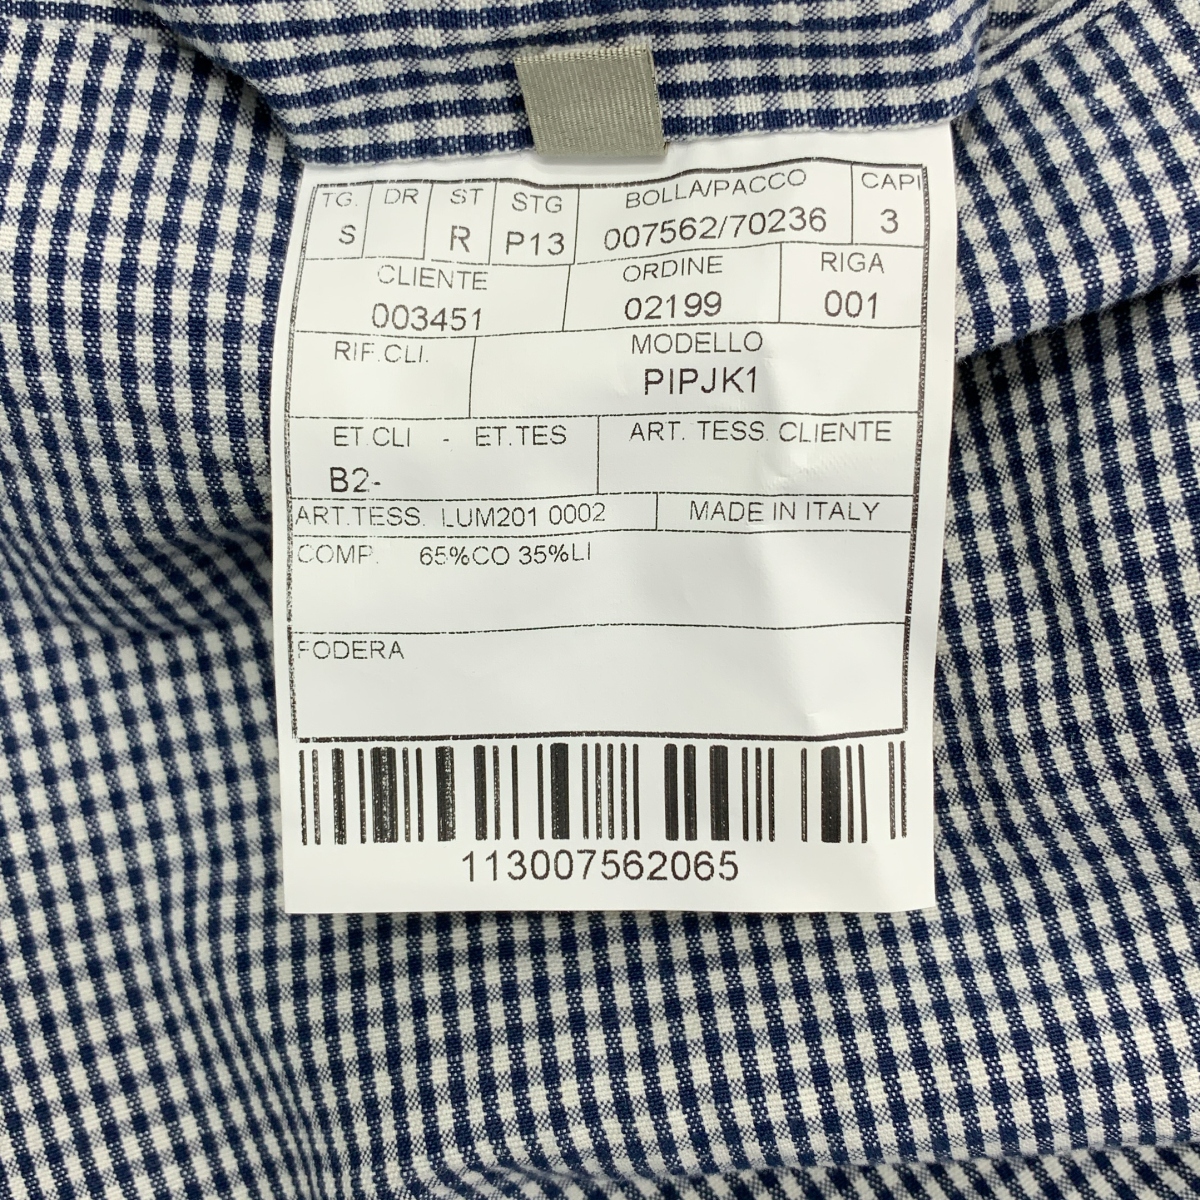 TG. DR ST STG BOLLA/PACCO CAPI
S R P13 007562/70236 3
CLIENTE ORDINE RIGA
003451 02199 001
RIF.CLI. MODELLO
PIPJK1
ET.CLI - ET.TES ART. TESS. CLIENTE
B2-
ART.TESS. LUM201 0002 MADE IN ITALY
COMP. 65%CO 35%LI
FODERA
113007562065